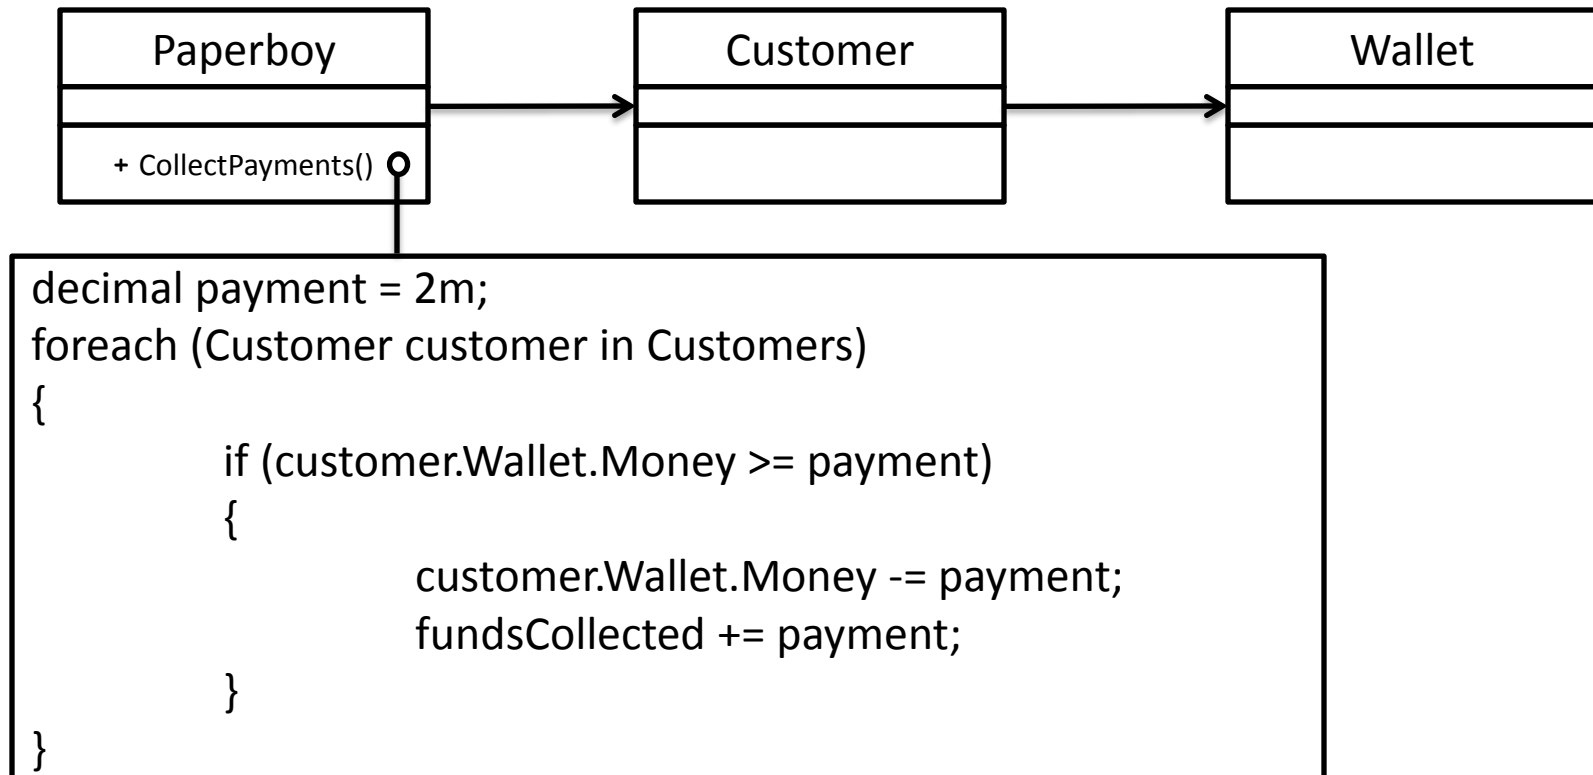 Paperboy
Customer
Wallet
+ CollectPayments()
decimal payment = 2m;
foreach (Customer customer in Customers)
{
if (customer.Wallet.Money >= payment)
{
customer.Wallet.Money -= payment;
fundsCollected += payment;
}
}